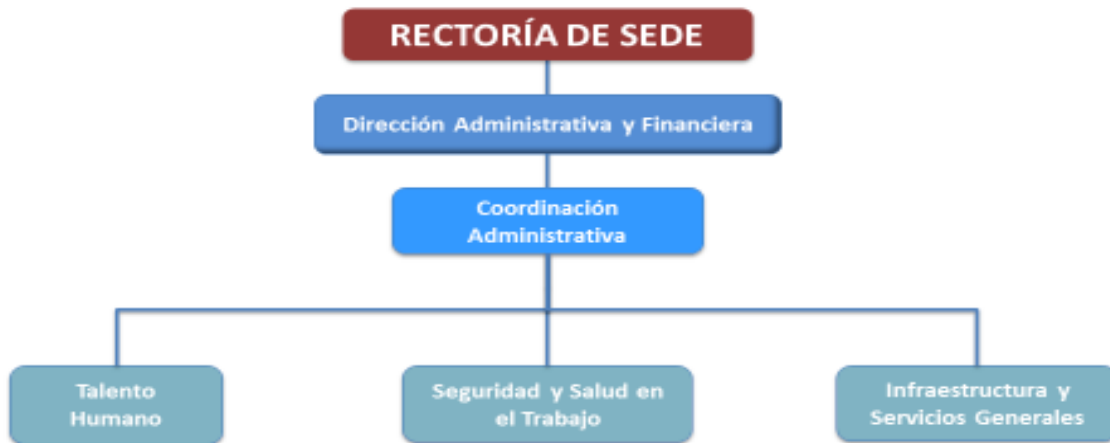 RECTORÍA DE SEDE
Dirección Administrativa y Financiera
Coordinación
Administrativa
Talento
Humano
Seguridad y Salud en
el Trabajo
Infraestructura y
Servicios Generales